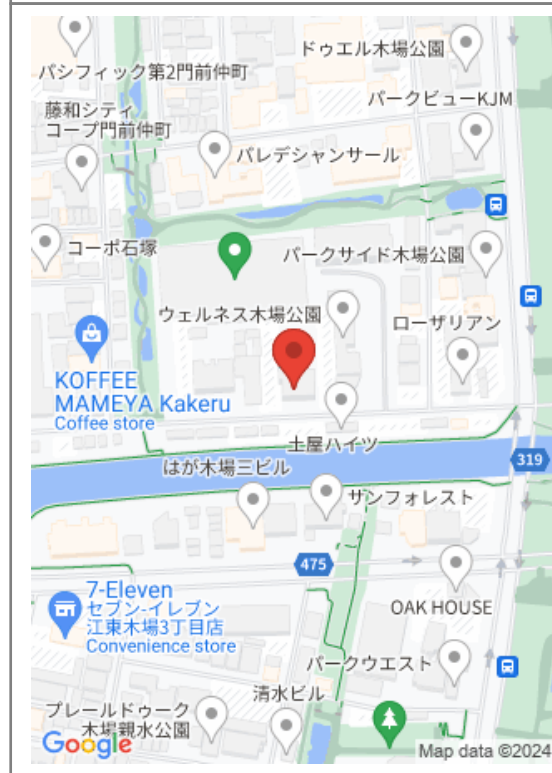 ドゥエル木場公園
パシフィック第2門前仲町
パークビューKJM
藤和シティ
コープ門前仲町
パレデシャンサール
コーポ石塚
パークサイド木場公園
ウェルネス木場公園
ローザリアン
KOFFEE
MAMEYA Kakeru
Coffee store
土屋ハイツ
はが木場三ビル
319
サンフォレスト
475
7-Eleven
セブン-イレブン
江東木場3丁目店
Convenience store
OAK HOUSE
パークウエスト
清水ビル
プレールドゥーク
木場親水公園
Google
Map data ©2024